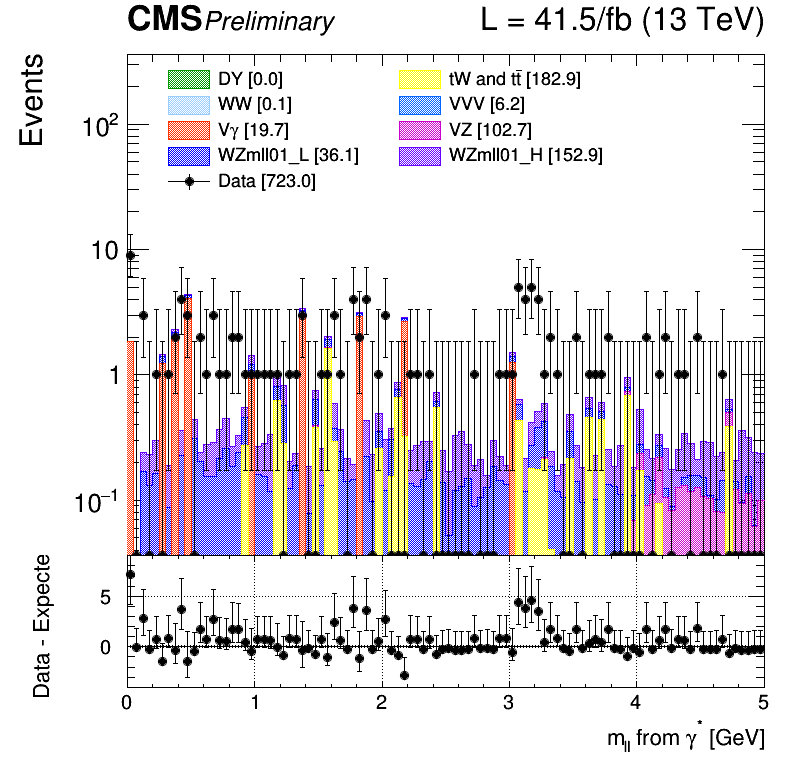 CMS Preliminary L = 41.5/fb (13 TeV)
Events
DY [0.0] tW and tt̄ [182.9]
WW [0.1] VVV [6.2]
Vγ [19.7] VZ [102.7]
WZmll01_L [36.1] WZmll01_H [152.9]
Data [723.0]
10²
10
1
10⁻¹
Data - Expecte
5
0
0 1 2 3 4 5
m_ll from γ* [GeV]